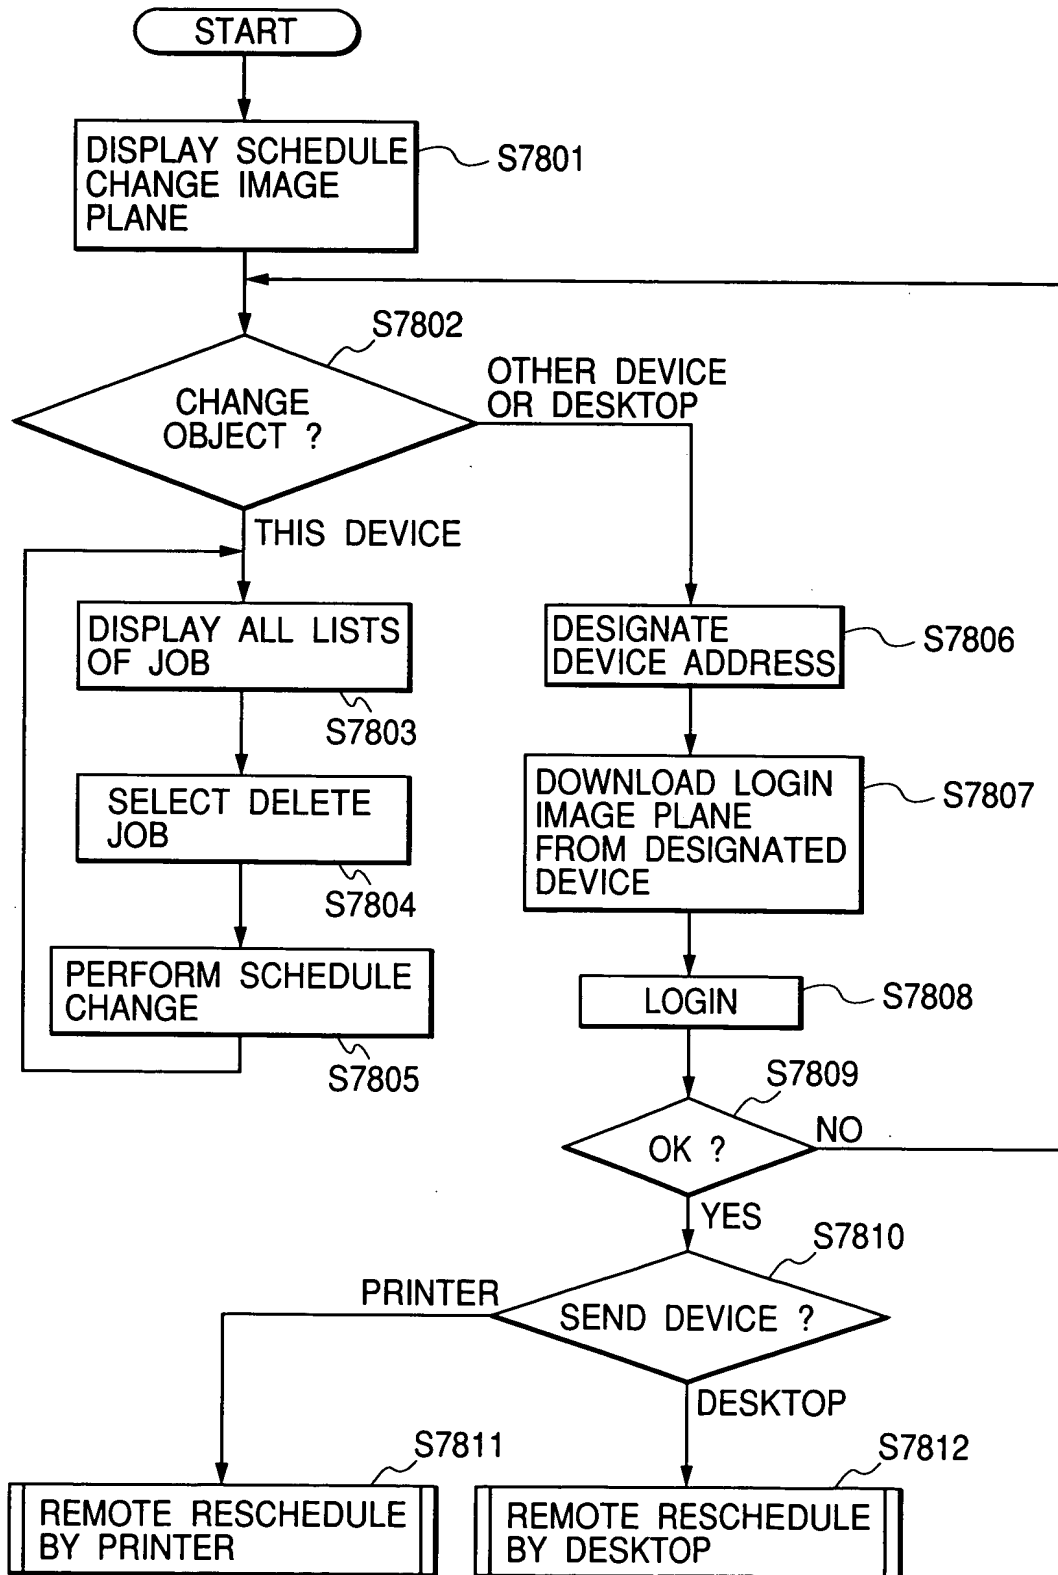 START
DISPLAY SCHEDULE
CHANGE IMAGE
PLANE
S7801
S7802
CHANGE
OBJECT ?
OTHER DEVICE
OR DESKTOP
THIS DEVICE
DISPLAY ALL LISTS
OF JOB
S7803
SELECT DELETE
JOB
S7804
PERFORM SCHEDULE
CHANGE
S7805
DESIGNATE
DEVICE ADDRESS
S7806
DOWNLOAD LOGIN
IMAGE PLANE
FROM DESIGNATED
DEVICE
S7807
LOGIN
S7808
S7809
OK ?
NO
YES
S7810
SEND DEVICE ?
PRINTER
DESKTOP
S7811
REMOTE RESCHEDULE
BY PRINTER
S7812
REMOTE RESCHEDULE
BY DESKTOP